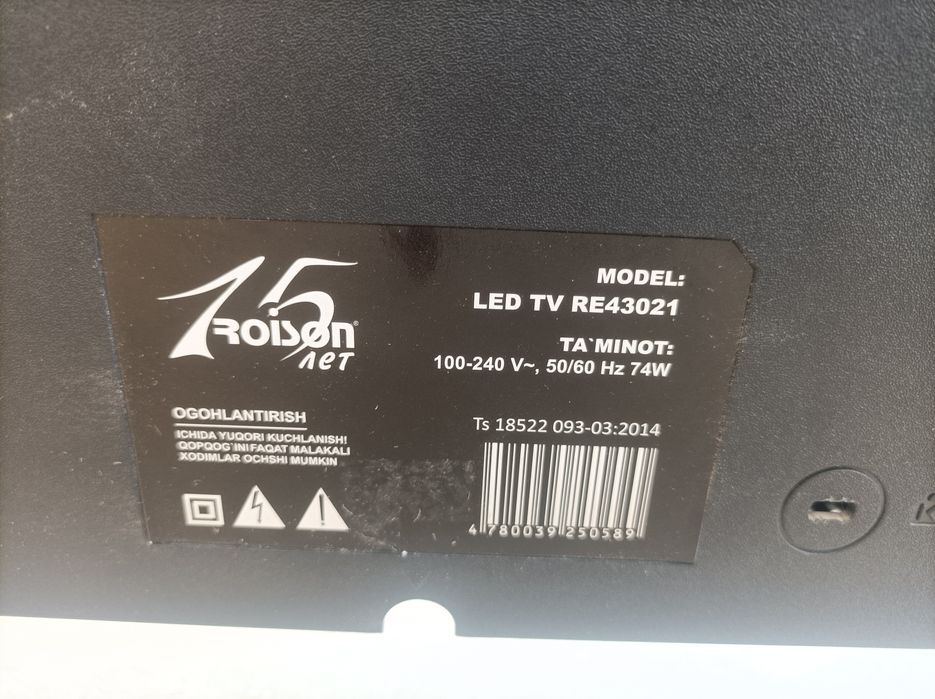 15
ROISON®
лет
MODEL:
LED TV RE43021
TA`MINOT:
100-240 V~, 50/60 Hz 74W
OGOHLANTIRISH
ICHIDA YUQORI KUCHLANISH!
QOPQOG`INI FAQAT MALAKALI
XODIMLAR OCHSHI MUMKIN
Ts 18522 093-03:2014
4 780039 250589